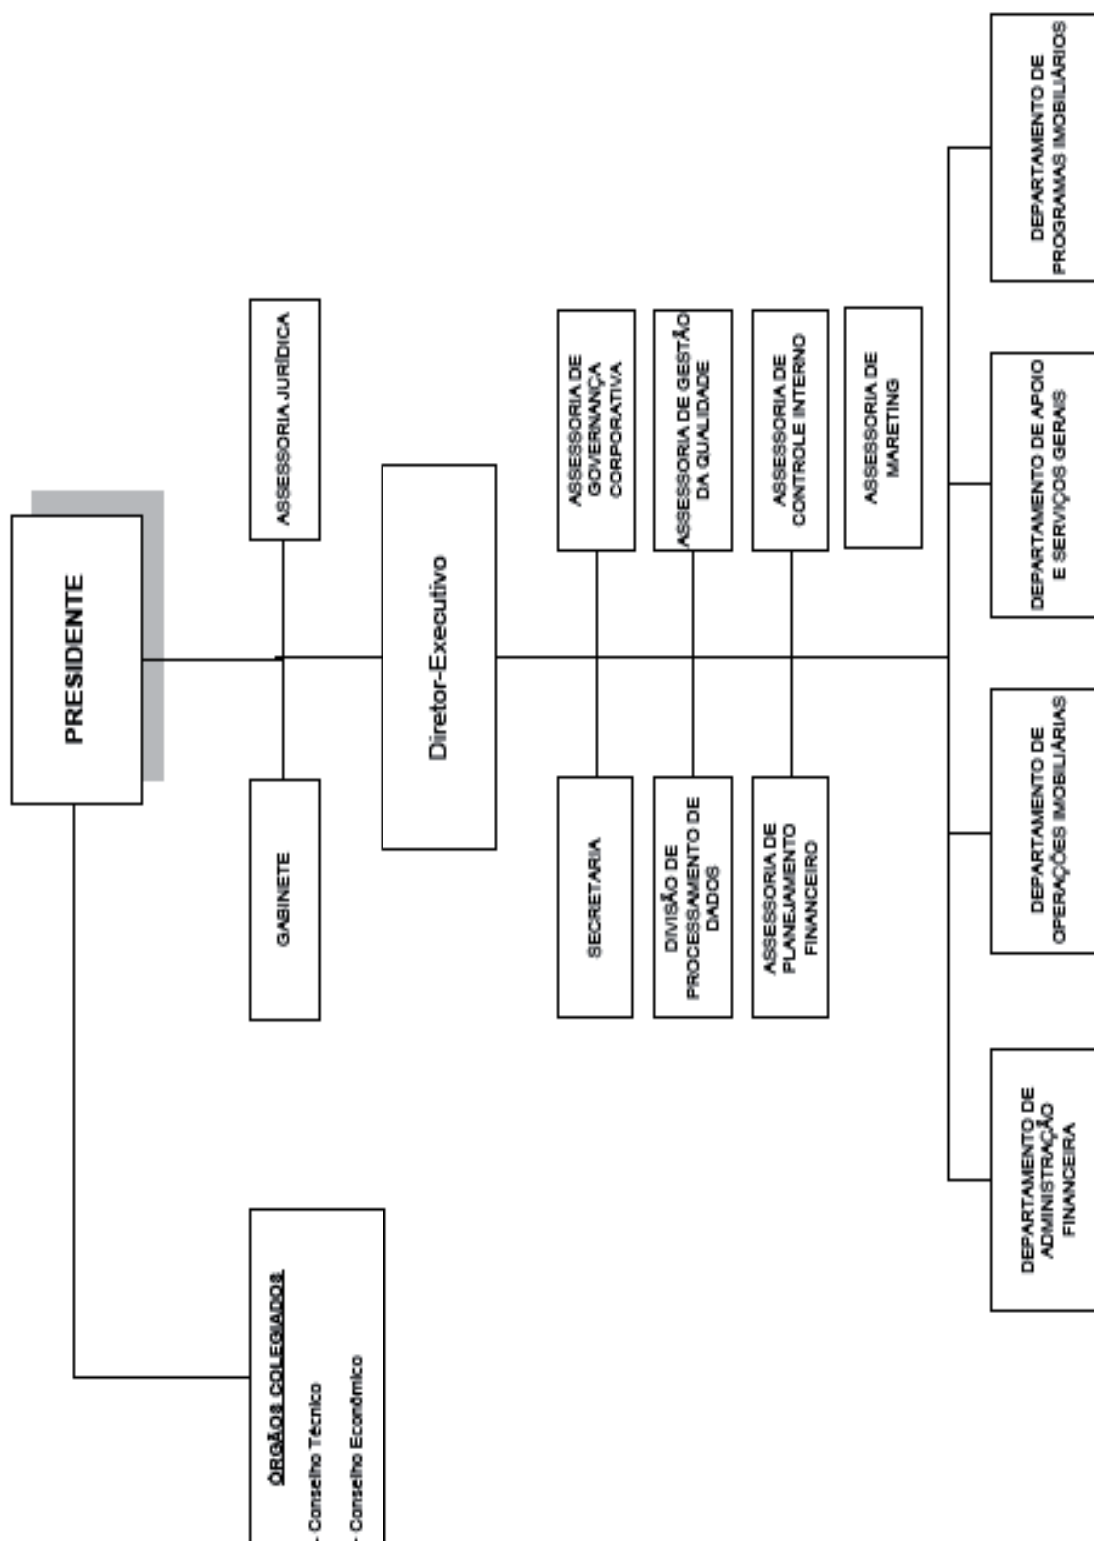 PRESIDENTE
ÓRGÃOS COLEGIADOS
- Conselho Técnico
- Conselho Econômico
GABINETE
ASSESSORIA JURÍDICA
Diretor-Executivo
SECRETARIA
ASSESSORIA DE
GOVERNANÇA
CORPORATIVA
DIVISÃO DE
PROCESSAMENTO DE
DADOS
ASSESSORIA DE GESTÃO
DA QUALIDADE
ASSESSORIA DE
PLANEJAMENTO
FINANCEIRO
ASSESSORIA DE
CONTROLE INTERNO
ASSESSORIA DE
MARETING
DEPARTAMENTO DE
ADMINISTRAÇÃO
FINANCEIRA
DEPARTAMENTO DE
OPERAÇÕES IMOBILIÁRIAS
DEPARTAMENTO DE APOIO
E SERVIÇOS GERAIS
DEPARTAMENTO DE
PROGRAMAS IMOBILIÁRIOS